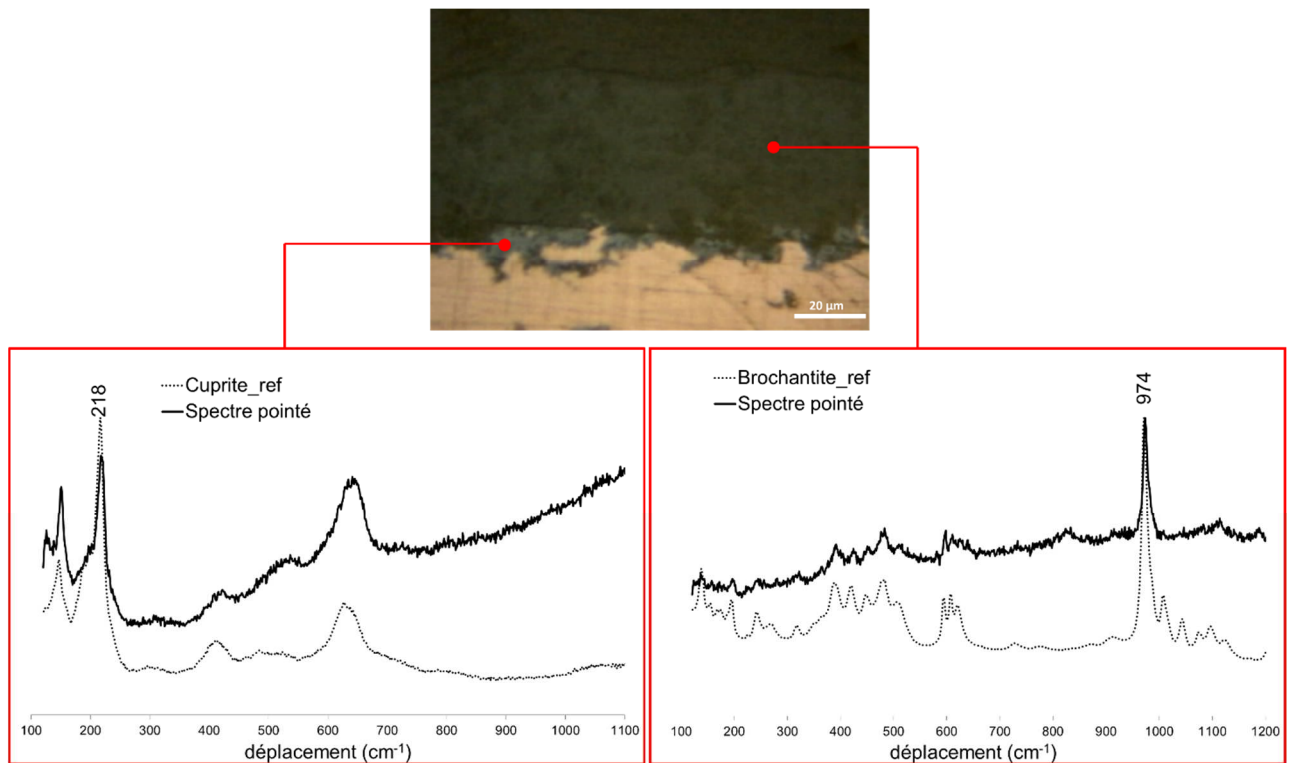 20 µm
Cuprite_ref
Spectre pointé
218
100 200 300 400 500 600 700 800 900 1000 1100
déplacement (cm⁻¹)
Brochantite_ref
Spectre pointé
974
100 200 300 400 500 600 700 800 900 1000 1100 1200
déplacement (cm⁻¹)